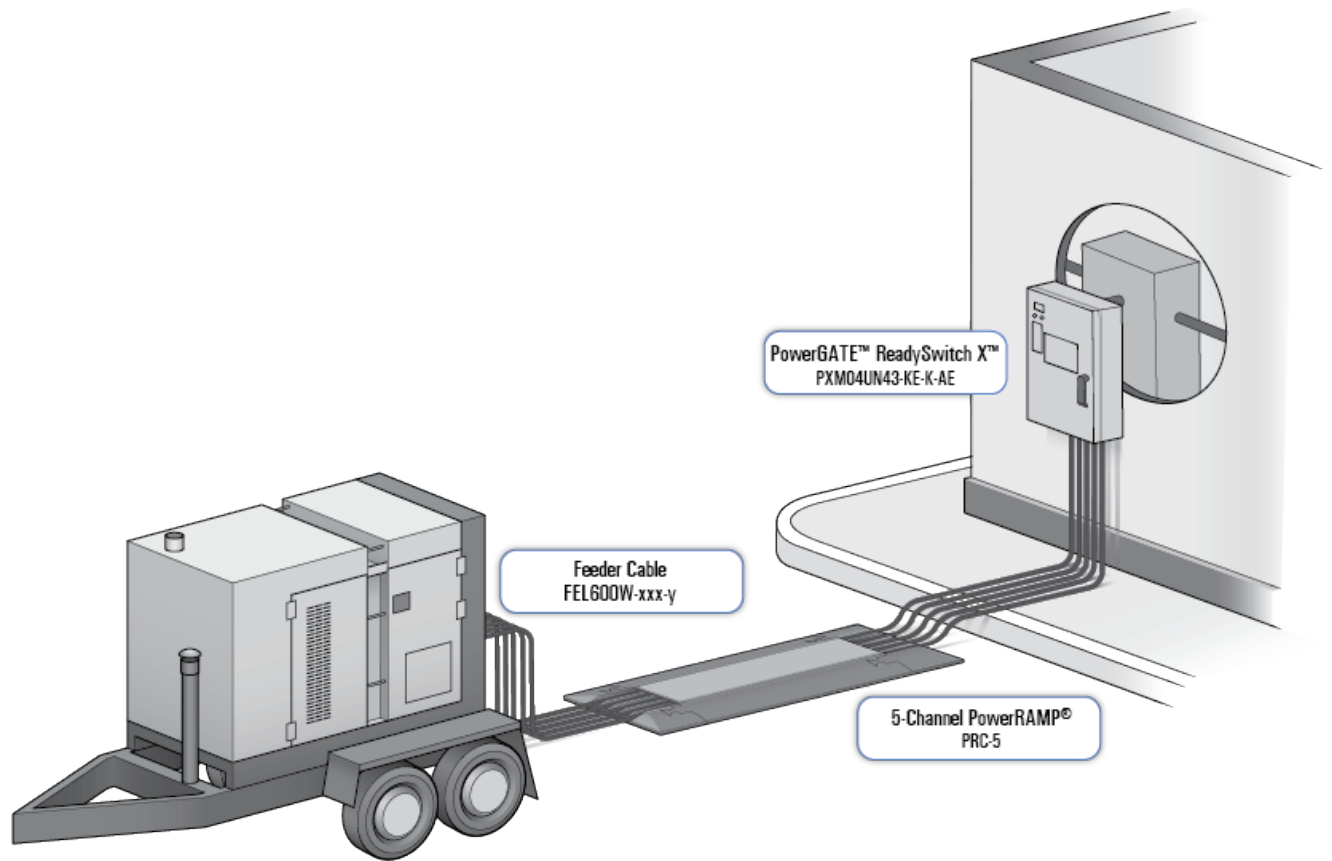 PowerGATE™ ReadySwitch X™
PXM04UN43-KE-K-AE
Feeder Cable
FEL600W-xxx-y
5-Channel PowerRAMP®
PRC-5